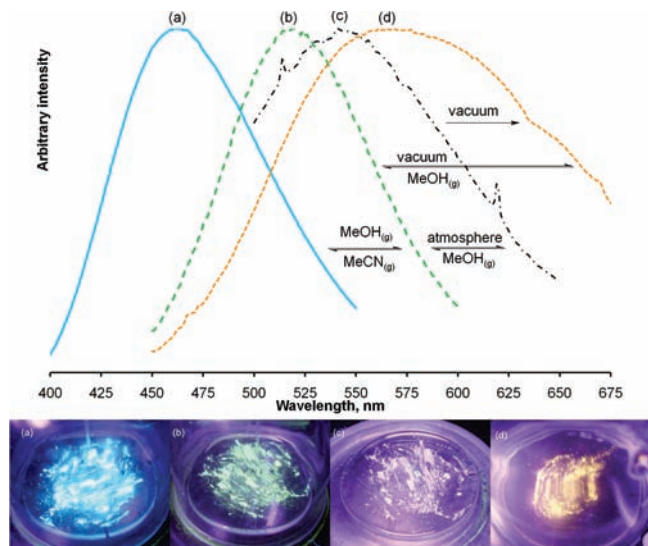 (a) (b) (c) (d)
Arbitrary intensity
vacuum
vacuum
MeOH(g)
MeOH(g)
MeCN(g)
atmosphere
MeOH(g)
400 425 450 475 500 525 550 575 600 625 650 675
Wavelength, nm
(a) (b) (c) (d)